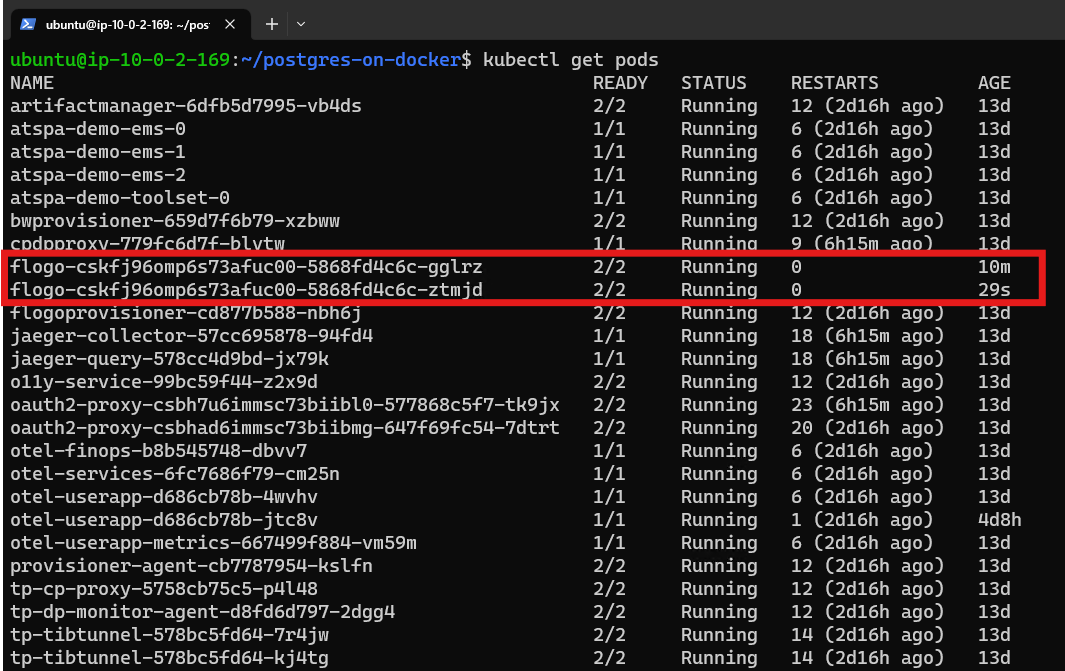 ubuntu@ip-10-0-2-169: ~/pos
ubuntu@ip-10-0-2-169:~/postgres-on-docker$ kubectl get pods
NAME READY STATUS RESTARTS AGE
artifactmanager-6dfb5d7995-vb4ds 2/2 Running 12 (2d16h ago) 13d
atspa-demo-ems-0 1/1 Running 6 (2d16h ago) 13d
atspa-demo-ems-1 1/1 Running 6 (2d16h ago) 13d
atspa-demo-ems-2 1/1 Running 6 (2d16h ago) 13d
atspa-demo-toolset-0 1/1 Running 6 (2d16h ago) 13d
bwprovisioner-659d7f6b79-xzbww 2/2 Running 12 (2d16h ago) 13d
cpdpproxy-779fc6d7f-blvtw 1/1 Running 9 (6h15m ago) 13d
flogo-cskfj96omp6s73afuc00-5868fd4c6c-gglrz 2/2 Running 0 10m
flogo-cskfj96omp6s73afuc00-5868fd4c6c-ztmjd 2/2 Running 0 29s
flogoprovisioner-cd877b588-nbh6j 2/2 Running 12 (2d16h ago) 13d
jaeger-collector-57cc695878-94fd4 1/1 Running 18 (6h15m ago) 13d
jaeger-query-578cc4d9bd-jx79k 1/1 Running 18 (6h15m ago) 13d
o11y-service-99bc59f44-z2x9d 2/2 Running 12 (2d16h ago) 13d
oauth2-proxy-csbh7u6immsc73biibl0-577868c5f7-tk9jx 2/2 Running 23 (6h15m ago) 13d
oauth2-proxy-csbhad6immsc73biibmg-647f69fc54-7dtrt 2/2 Running 20 (2d16h ago) 13d
otel-finops-b8b545748-dbvv7 1/1 Running 6 (2d16h ago) 13d
otel-services-6fc7686f79-cm25n 1/1 Running 6 (2d16h ago) 13d
otel-userapp-d686cb78b-4wvhv 1/1 Running 6 (2d16h ago) 13d
otel-userapp-d686cb78b-jtc8v 1/1 Running 1 (2d16h ago) 4d8h
otel-userapp-metrics-667499f884-vm59m 1/1 Running 6 (2d16h ago) 13d
provisioner-agent-cb7787954-kslfn 2/2 Running 12 (2d16h ago) 13d
tp-cp-proxy-5758cb75c5-p4l48 2/2 Running 12 (2d16h ago) 13d
tp-dp-monitor-agent-d8fd6d797-2dgg4 2/2 Running 12 (2d16h ago) 13d
tp-tibtunnel-578bc5fd64-7r4jw 2/2 Running 14 (2d16h ago) 13d
tp-tibtunnel-578bc5fd64-kj4tg 2/2 Running 14 (2d16h ago) 13d